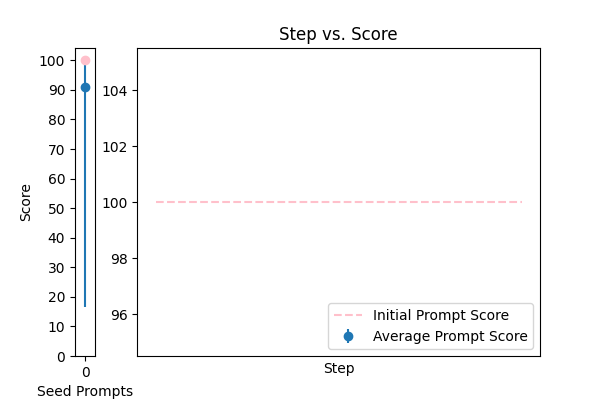 Step vs. Score
100
90
80
70
60
50
40
30
20
10
0
Score
0
Seed Prompts
104
102
100
98
96
Step
Initial Prompt Score
Average Prompt Score